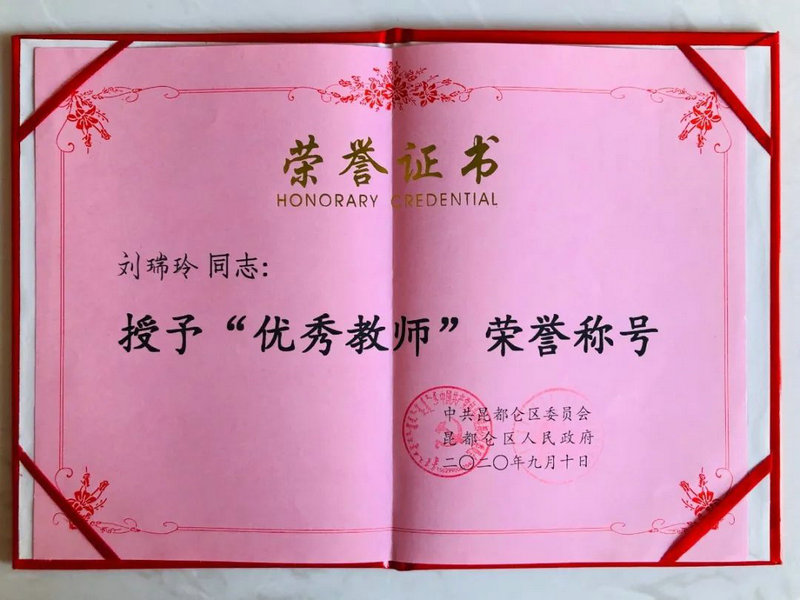 荣誉证书
HONORARY CREDENTIAL
刘瑞玲 同志:
授予“优秀教师”荣誉称号
中共昆都仑区委员会
昆都仑区人民政府
二〇二〇年九月十日